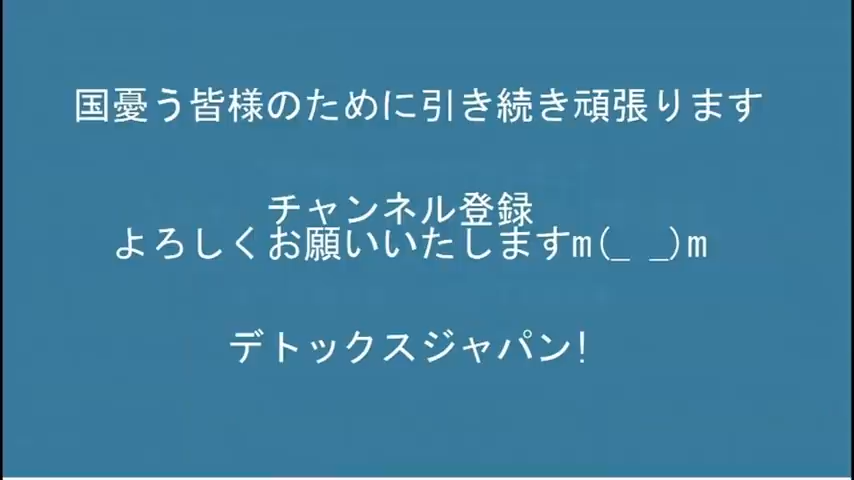 国憂う皆様のために引き続き頑張ります
チャンネル登録
よろしくお願いいたしますm(_ _)m
デトックスジャパン!